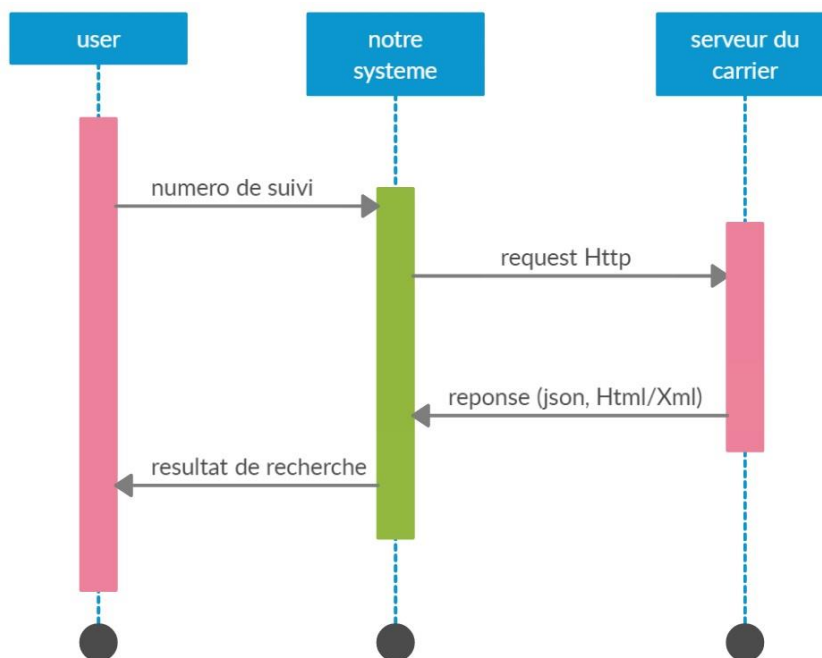 user
notre
systeme
serveur du
carrier
numero de suivi
request Http
reponse (json, Html/Xml)
resultat de recherche